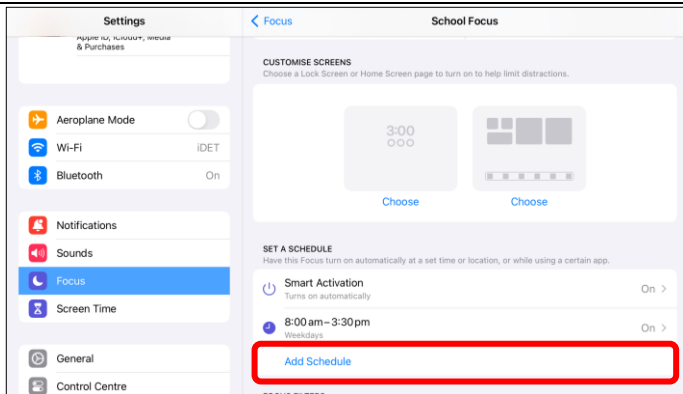 Settings
Apple ID, iCloud+, Media
& Purchases
Aeroplane Mode
Wi-Fi
iDET
Bluetooth
On
Notifications
Sounds
Focus
Screen Time
General
Control Centre
Focus
School Focus
CUSTOMISE SCREENS
Choose a Lock Screen or Home Screen page to turn on to help limit distractions.
3:00
Choose
Choose
SET A SCHEDULE
Have this Focus turn on automatically at a set time or location, or while using a certain app.
Smart Activation
On
Turns on automatically
8:00 am–3:30 pm
On
Weekdays
Add Schedule
FOCUS FILTERS